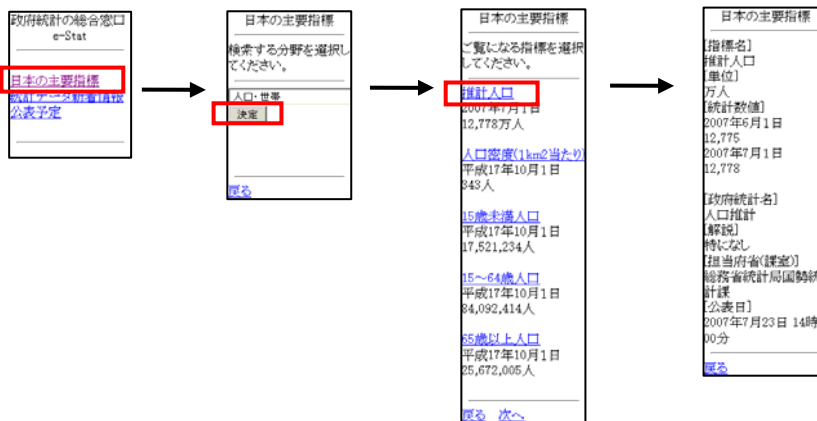 政府統計の総合窓口
e-Stat
日本の主要指標
統計データ新着情報
公表予定
日本の主要指標
検索する分野を選択し
てください。
人口・世帯
決定
戻る
日本の主要指標
ご覧になる指標を選択
してください。
推計人口
2007年7月1日
12,778万人
人口密度(1km2当たり)
平成17年10月1日
343人
15歳未満人口
平成17年10月1日
17,521,234人
15～64歳人口
平成17年10月1日
84,092,414人
65歳以上人口
平成17年10月1日
25,672,005人
戻る 次へ
日本の主要指標
[指標名]
推計人口
[単位]
万人
[統計数値]
2007年6月1日
12,775
2007年7月1日
12,778
[政府統計名]
人口推計
[解説]
特になし
[担当府省(課室)]
総務省統計局国勢統
計課
[公表日]
2007年7月23日 14時
00分
戻る